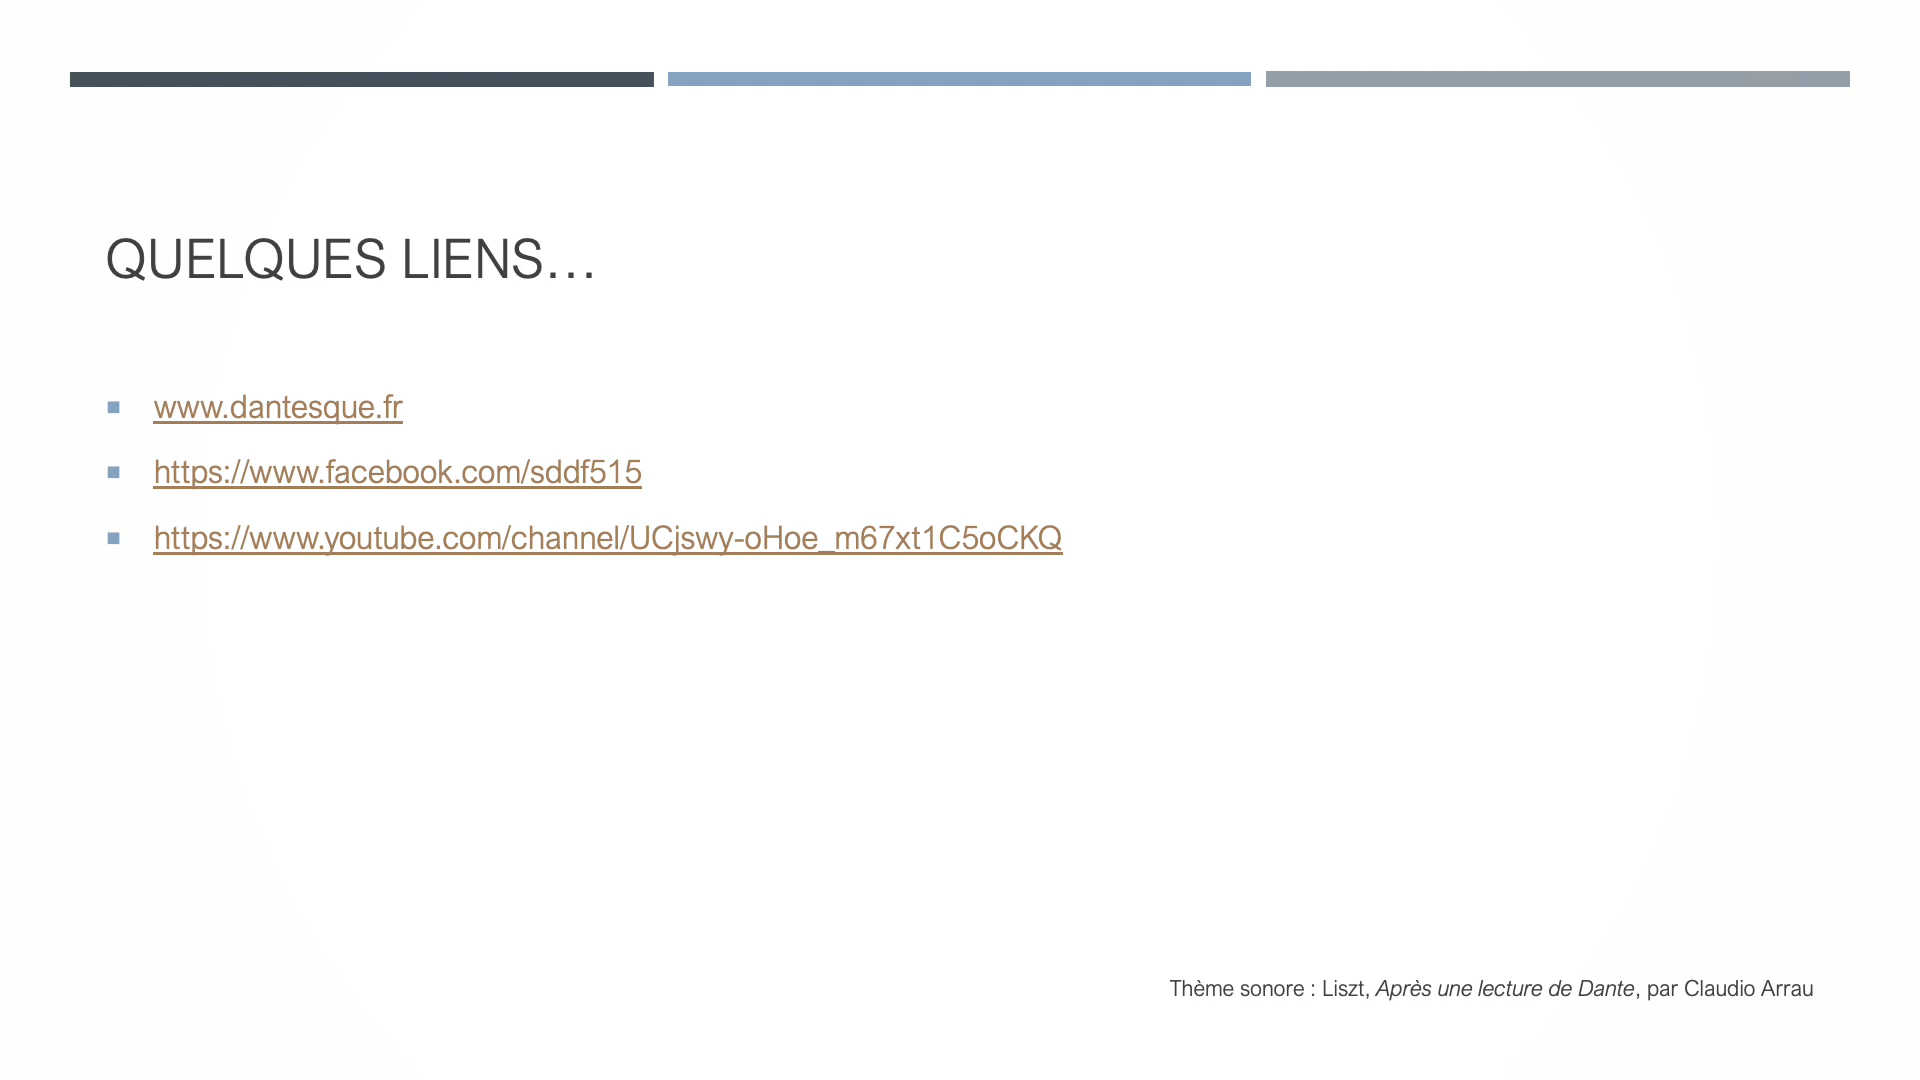 QUELQUES LIENS…
www.dantesque.fr
https://www.facebook.com/sddf515
https://www.youtube.com/channel/UCjswy-oHoe_m67xt1C5oCKQ
Thème sonore : Liszt, Après une lecture de Dante, par Claudio Arrau